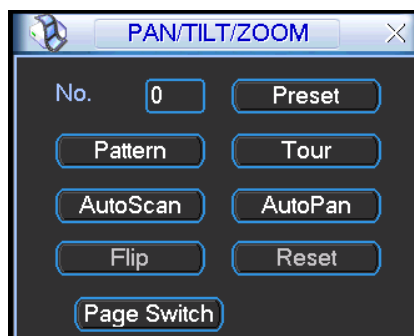 PAN/TILT/ZOOM
No. 0 Preset
Pattern Tour
AutoScan AutoPan
Flip Reset
Page Switch